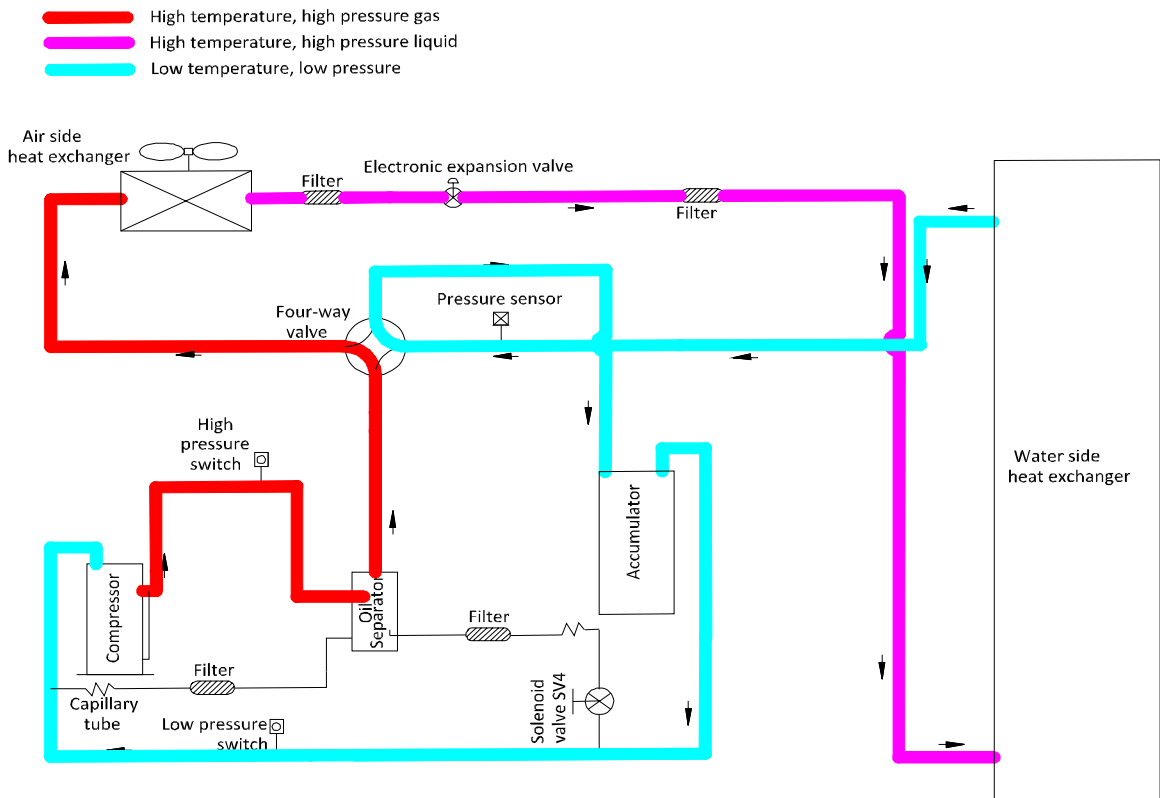 High temperature, high pressure gas
High temperature, high pressure liquid
Low temperature, low pressure
Air side
heat exchanger
Filter
Electronic expansion valve
Filter
Four-way
valve
Pressure sensor
High
pressure
switch
Water side
heat exchanger
Accumulator
Compressor
Oil
Separator
Filter
Filter
Capillary
tube
Low pressure
switch
Solenoid
valve SV4